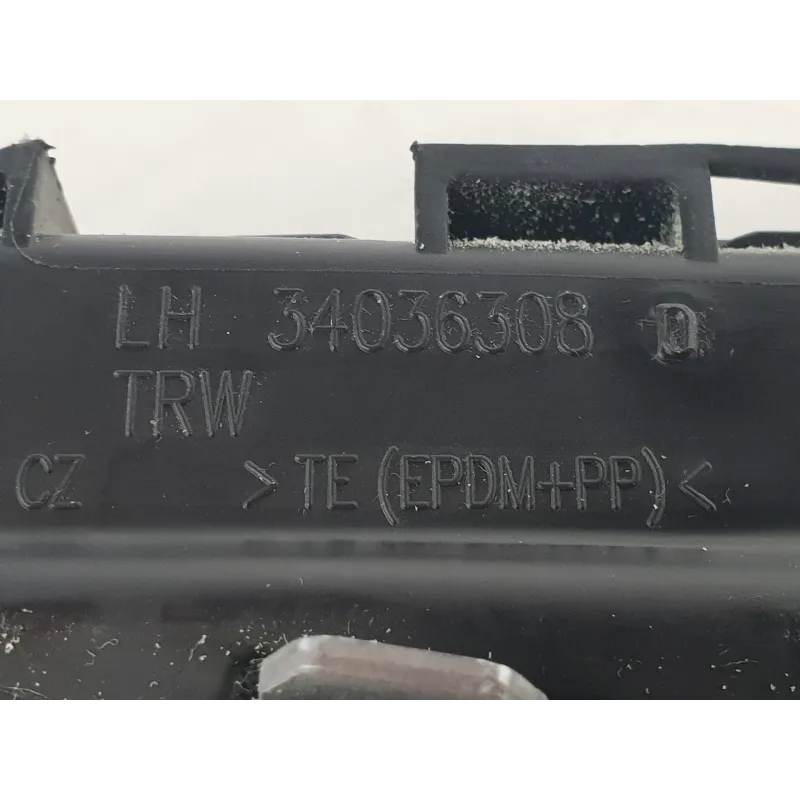 LH 34036308 D
TRW
CZ >TE(EPDM+PP)<